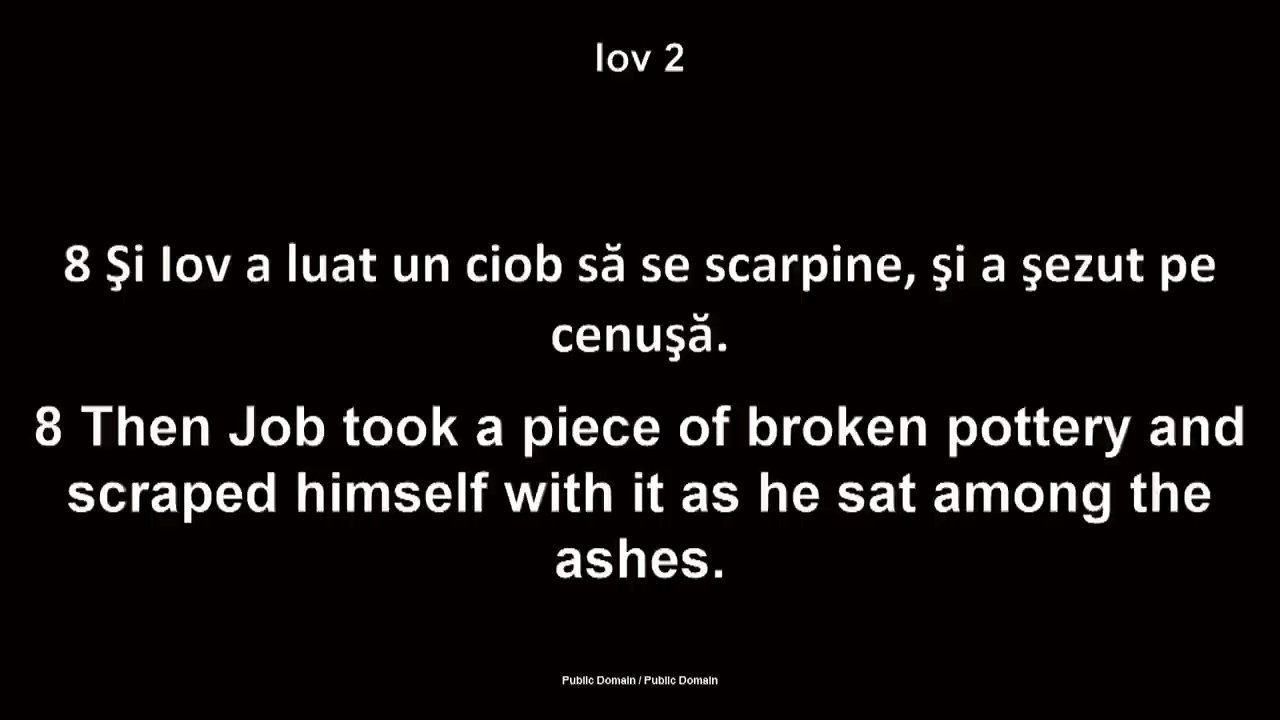 Iov 2
8 Şi Iov a luat un ciob să se scarpine, şi a şezut pe
cenuşă.
8 Then Job took a piece of broken pottery and
scraped himself with it as he sat among the
ashes.
Public Domain / Public Domain